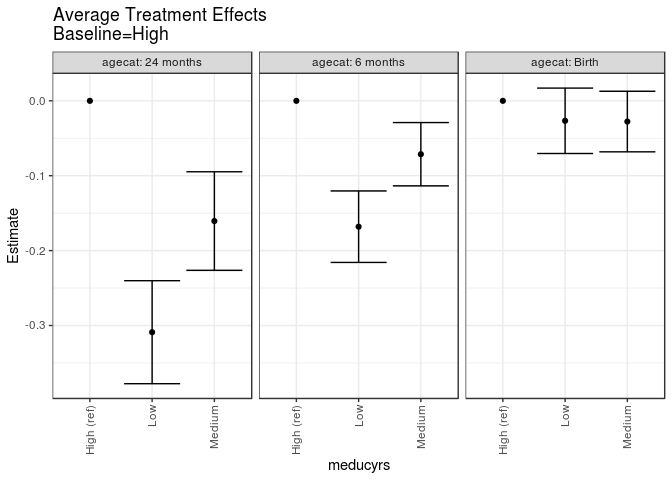 Average Treatment Effects
Baseline=High
agecat: 24 months
agecat: 6 months
agecat: Birth
Estimate
0.0
-0.1
-0.2
-0.3
High (ref)
Low
Medium
High (ref)
Low
Medium
High (ref)
Low
Medium
meducyrs